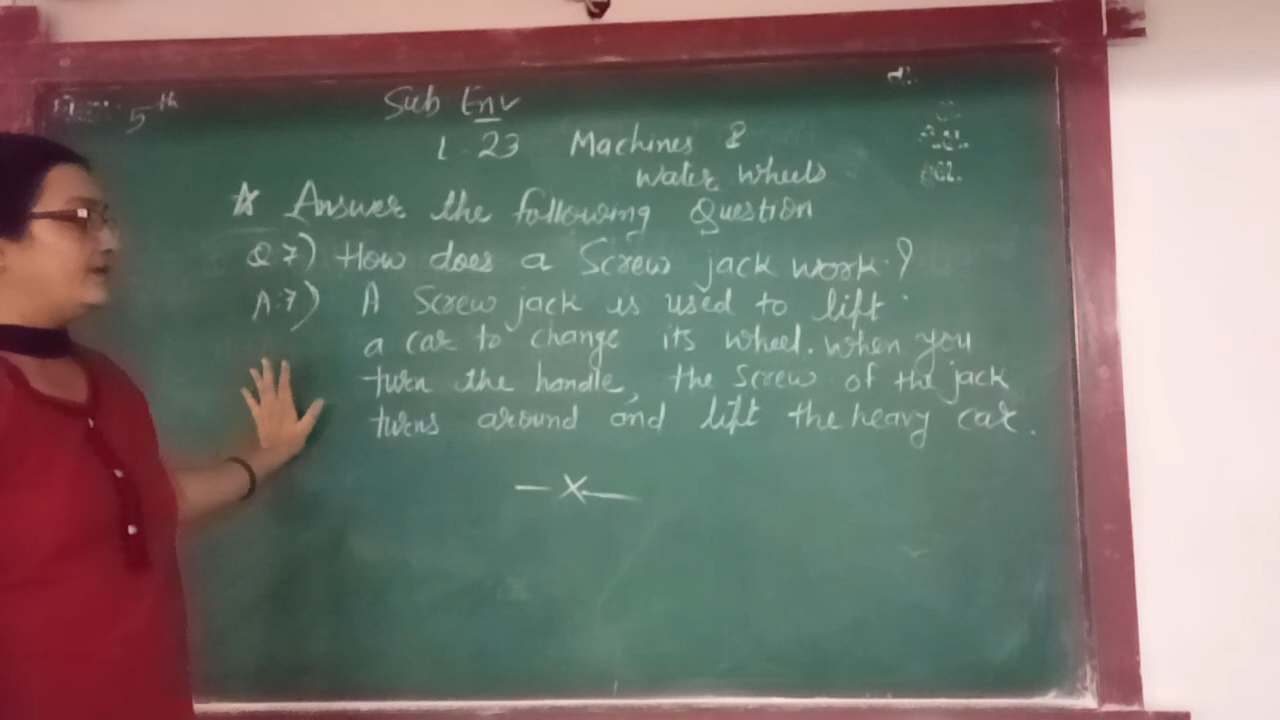 5th
Sub Env
L-23 Machines &
Water Wheels
☆ Answer the following Question
Q 7) How does a Screw jack work?
A:7) A Screw jack is used to lift
a car to change its wheel. When you
turn the handle, the screw of the jack
turns around and lift the heavy car.
—x—